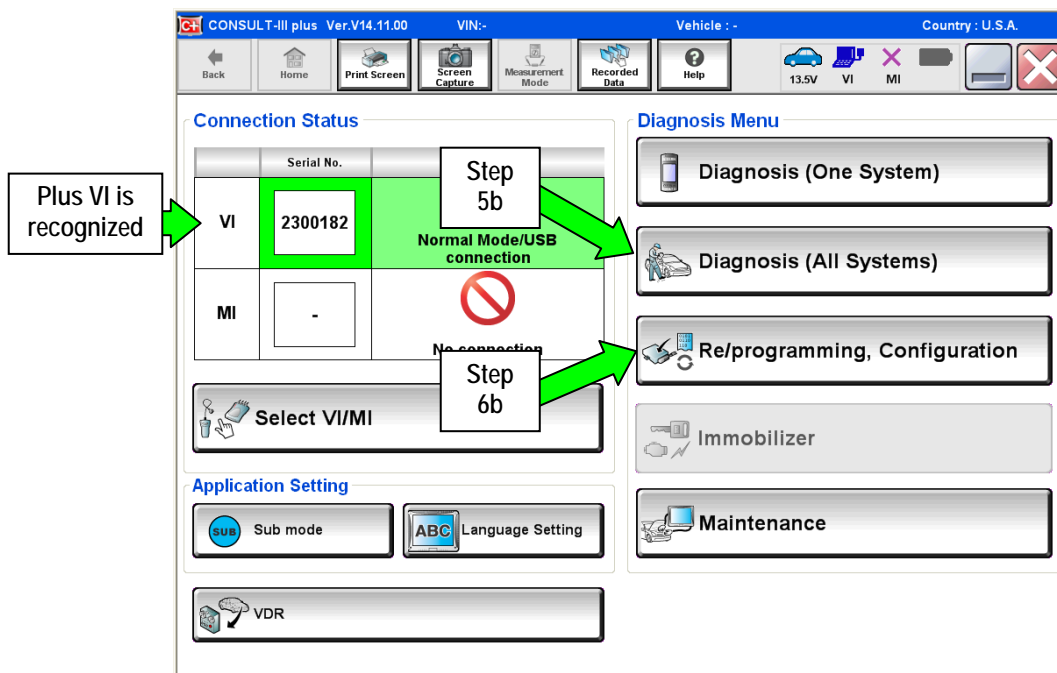 C+ CONSULT-III plus Ver.V14.11.00 VIN:- Vehicle : - Country : U.S.A.
Back
Home
Print Screen
Screen Capture
Measurement Mode
Recorded Data
Help
13.5V
VI
MI
Connection Status
Serial No.
Plus VI is
recognized
VI
2300182
Normal Mode/USB
connection
MI
-
No connection
Step
5b
Step
6b
Select VI/MI
Application Setting
SUB Sub mode
ABC Language Setting
VDR
Diagnosis Menu
Diagnosis (One System)
Diagnosis (All Systems)
Re/programming, Configuration
Immobilizer
Maintenance